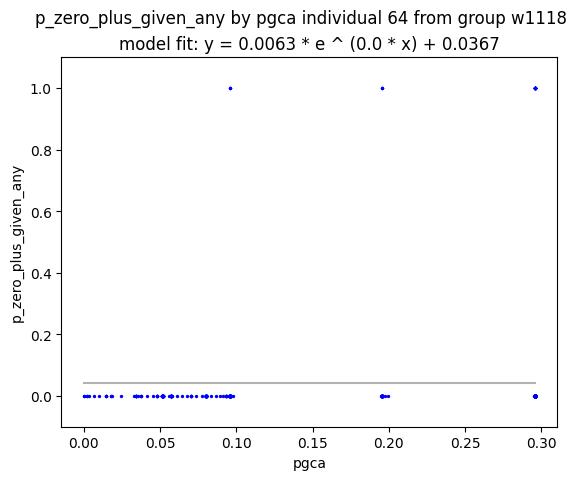 p_zero_plus_given_any by pgca individual 64 from group w1118
model fit: y = 0.0063 * e ^ (0.0 * x) + 0.0367
1.0
0.8
0.6
0.4
0.2
0.0
p_zero_plus_given_any
0.00 0.05 0.10 0.15 0.20 0.25 0.30
pgca